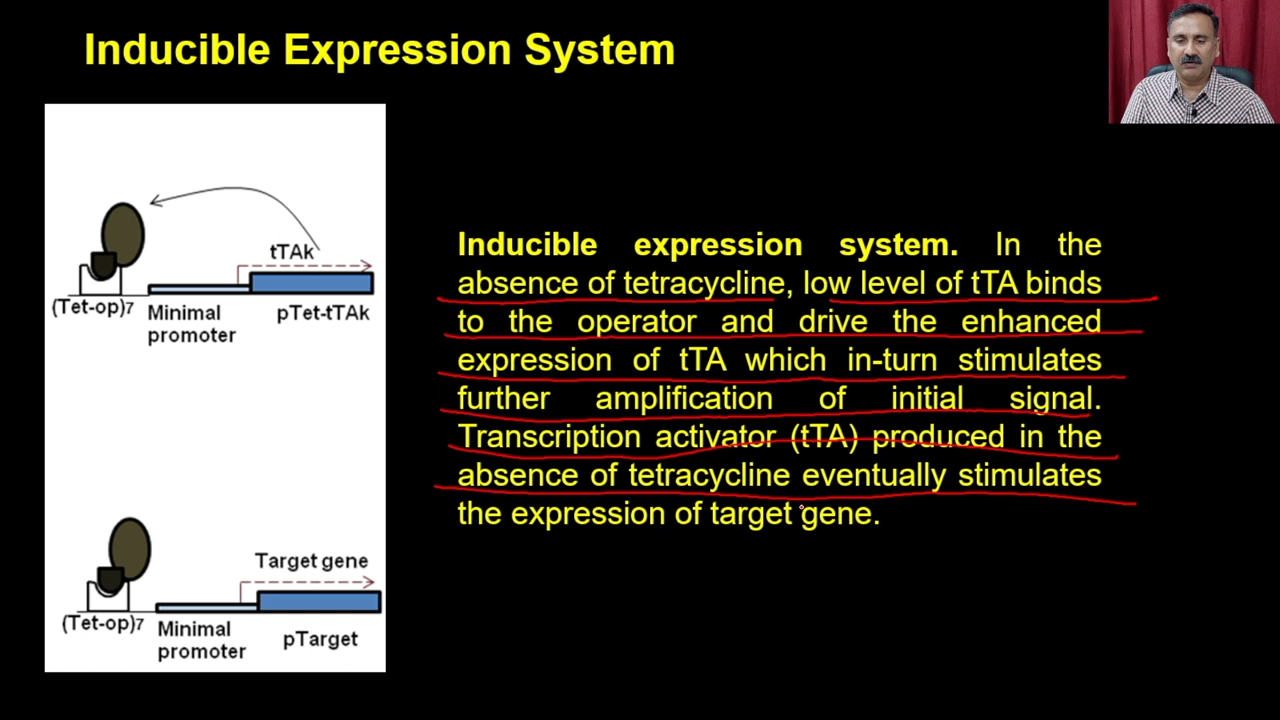 Inducible Expression System
tTAk
(Tet-op)7
Minimal
promoter
pTet-tTAk
Target gene
(Tet-op)7
Minimal
promoter
pTarget
Inducible expression system. In the
absence of tetracycline, low level of tTA binds
to the operator and drive the enhanced
expression of tTA which in-turn stimulates
further amplification of initial signal.
Transcription activator (tTA) produced in the
absence of tetracycline eventually stimulates
the expression of target gene.